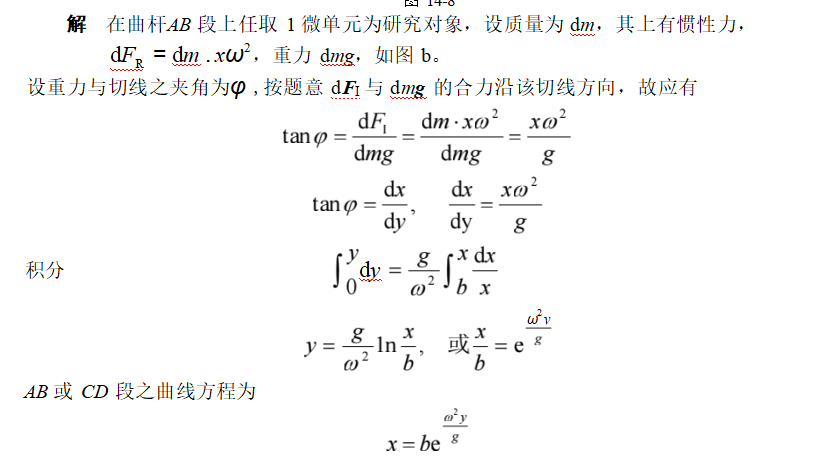 图 14-8
解 在曲杆AB 段上任取 1 微单元为研究对象，设质量为 dm，其上有惯性力，
dF_R = dm . xω²，重力 dmg，如图 b。
设重力与切线之夹角为φ ,按题意 dF_I 与 dmg 的合力沿该切线方向，故应有
tan φ = dF_I/dmg = dm · xω²/dmg = xω²/g
tan φ = dx/dy, dx/dy = xω²/g
积分 ∫_0^y dy = g/ω² ∫_b^x dx/x
y = g/ω² ln x/b, 或 x/b = e^(ω²y/g)
AB 或 CD 段之曲线方程为
x = be^(ω²y/g)